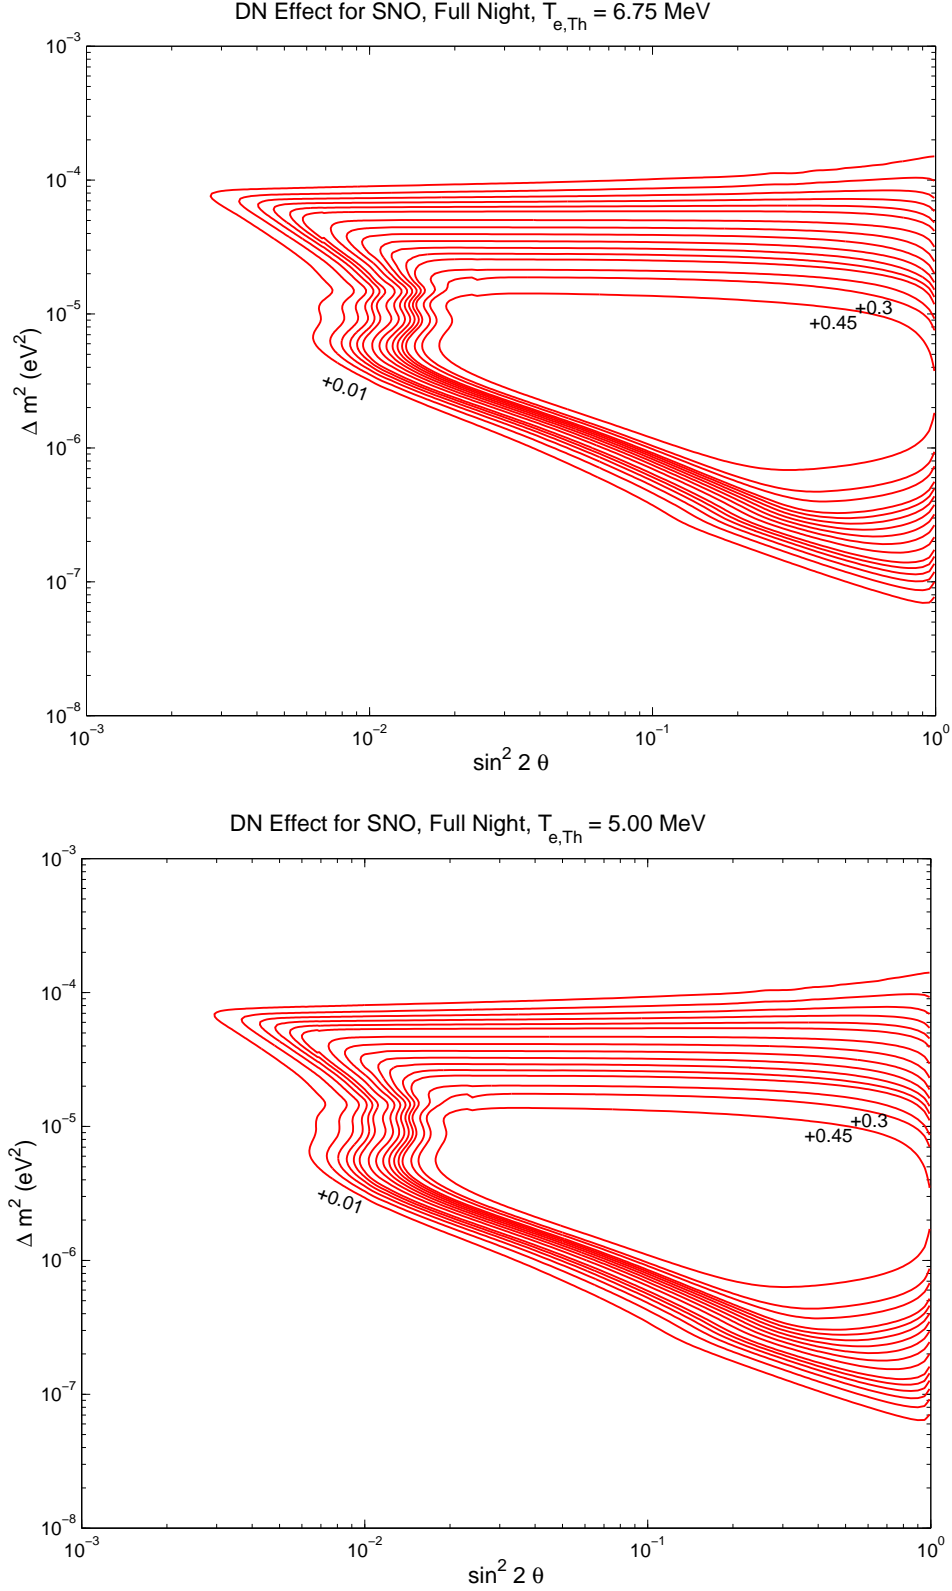 DN Effect for SNO, Full Night, T_e,Th = 6.75 MeV
10^−3
10^−4
10^−5
10^−6
10^−7
10^−8
Δ m^2 (eV^2)
+0.3
+0.45
+0.01
10^−3 10^−2 10^−1 10^0
sin^2 2 θ
DN Effect for SNO, Full Night, T_e,Th = 5.00 MeV
10^−3
10^−4
10^−5
10^−6
10^−7
10^−8
Δ m^2 (eV^2)
+0.3
+0.45
+0.01
10^−3 10^−2 10^−1 10^0
sin^2 2 θ